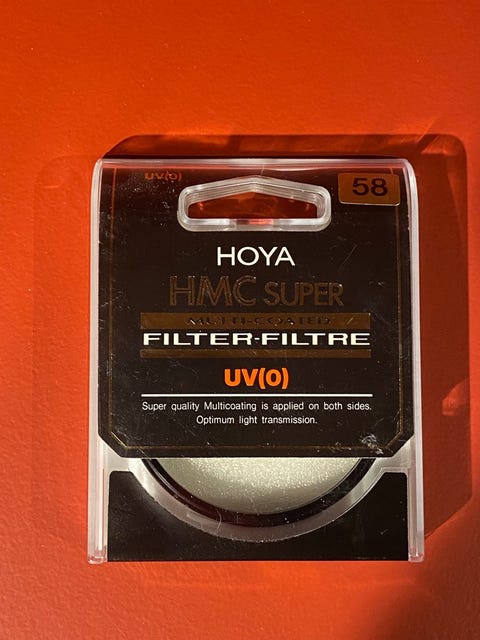 UV(0)
58
HOYA
HMC SUPER
MULTI-COATED
FILTER·FILTRE
UV(0)
Super quality Multicoating is applied on both sides.
Optimum light transmission.